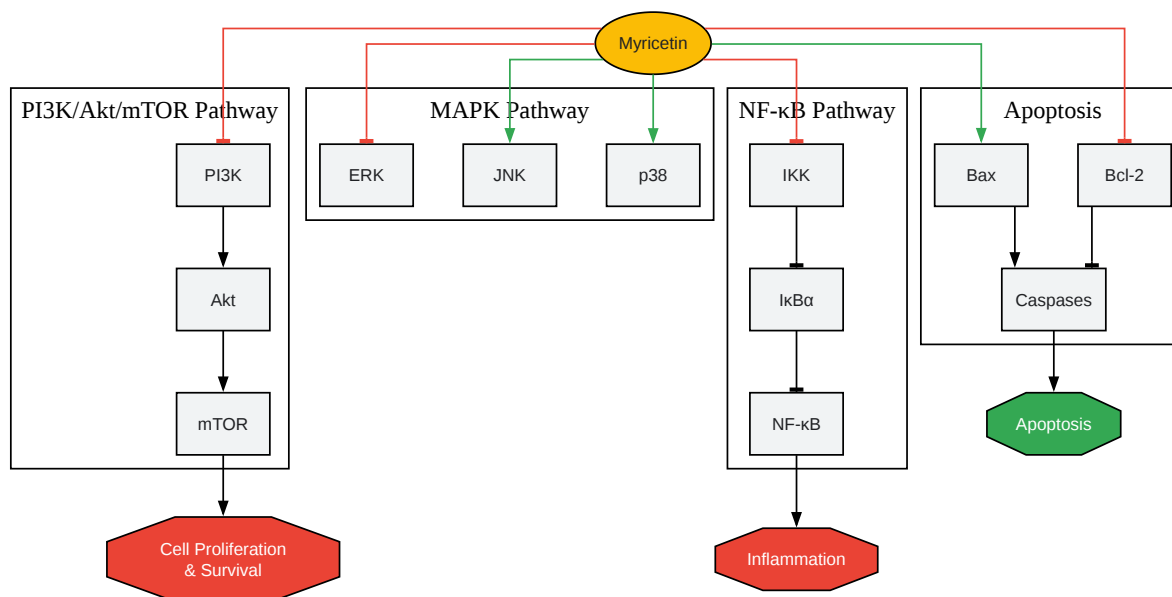 Myricetin
PI3K/Akt/mTOR Pathway
MAPK Pathway
NF-κB Pathway
Apoptosis
PI3K
ERK
JNK
p38
IKK
Bax
Bcl-2
Akt
IκBα
Caspases
mTOR
NF-κB
Apoptosis
Cell Proliferation
& Survival
Inflammation